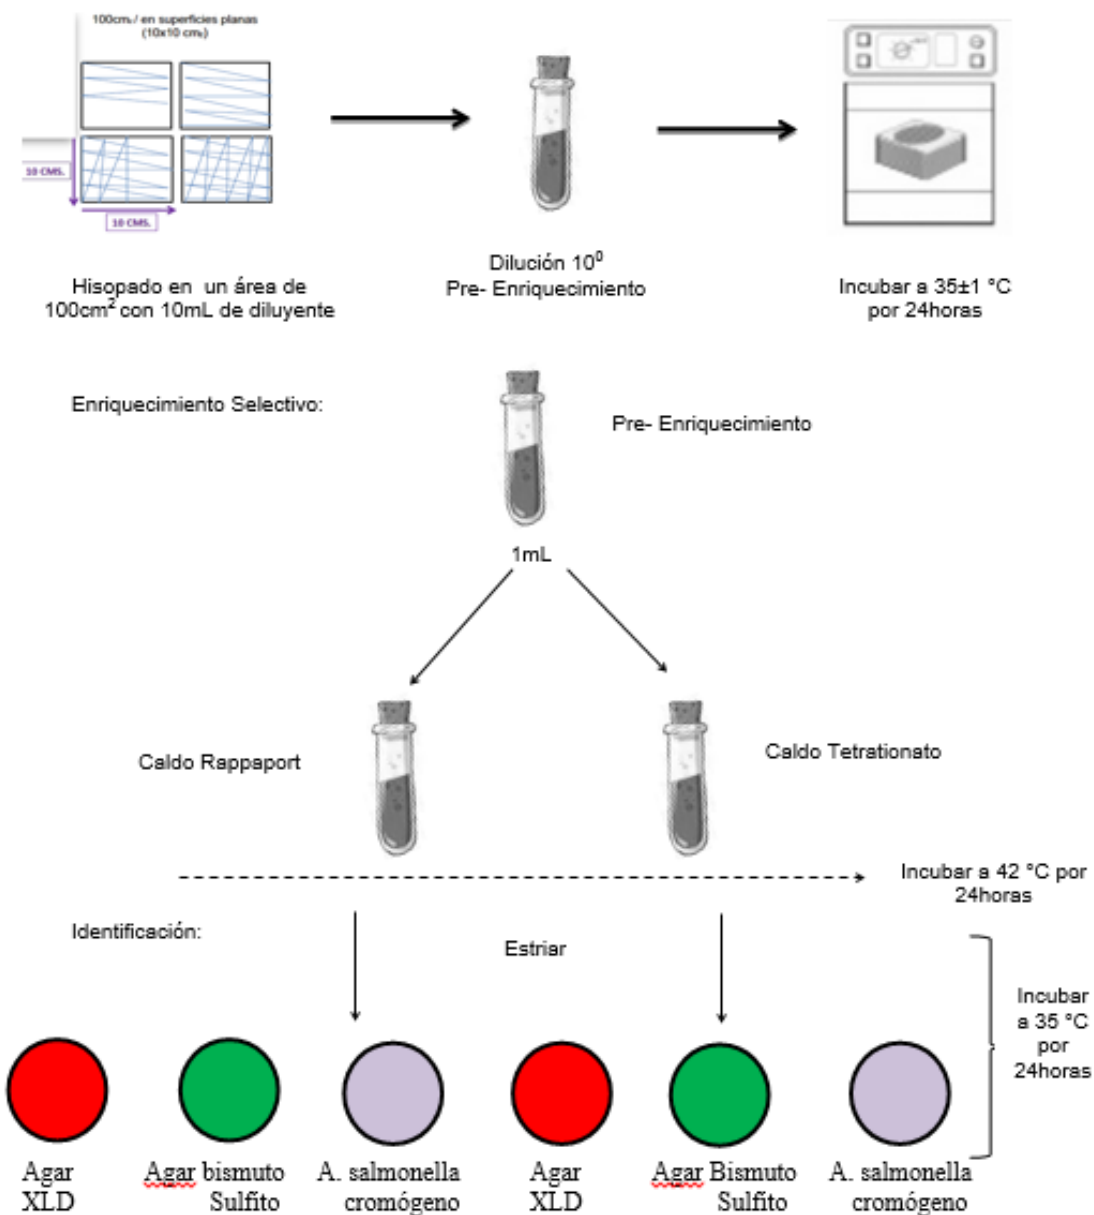 100cm²/ en superficies planas
(10x10 cm²)
10 CMS.
10 CMS.
Hisopado en un área de
100cm² con 10mL de diluyente
Dilución 10⁰
Pre- Enriquecimiento
Incubar a 35±1 °C
por 24horas
Enriquecimiento Selectivo:
Pre- Enriquecimiento
1mL
Caldo Rappaport
Caldo Tetrationato
Incubar a 42 °C por
24horas
Identificación:
Estriar
Incubar
a 35 °C
por
24horas
Agar
XLD
Agar bismuto
Sulfito
A. salmonella
cromógeno
Agar
XLD
Agar Bismuto
Sulfito
A. salmonella
cromógeno